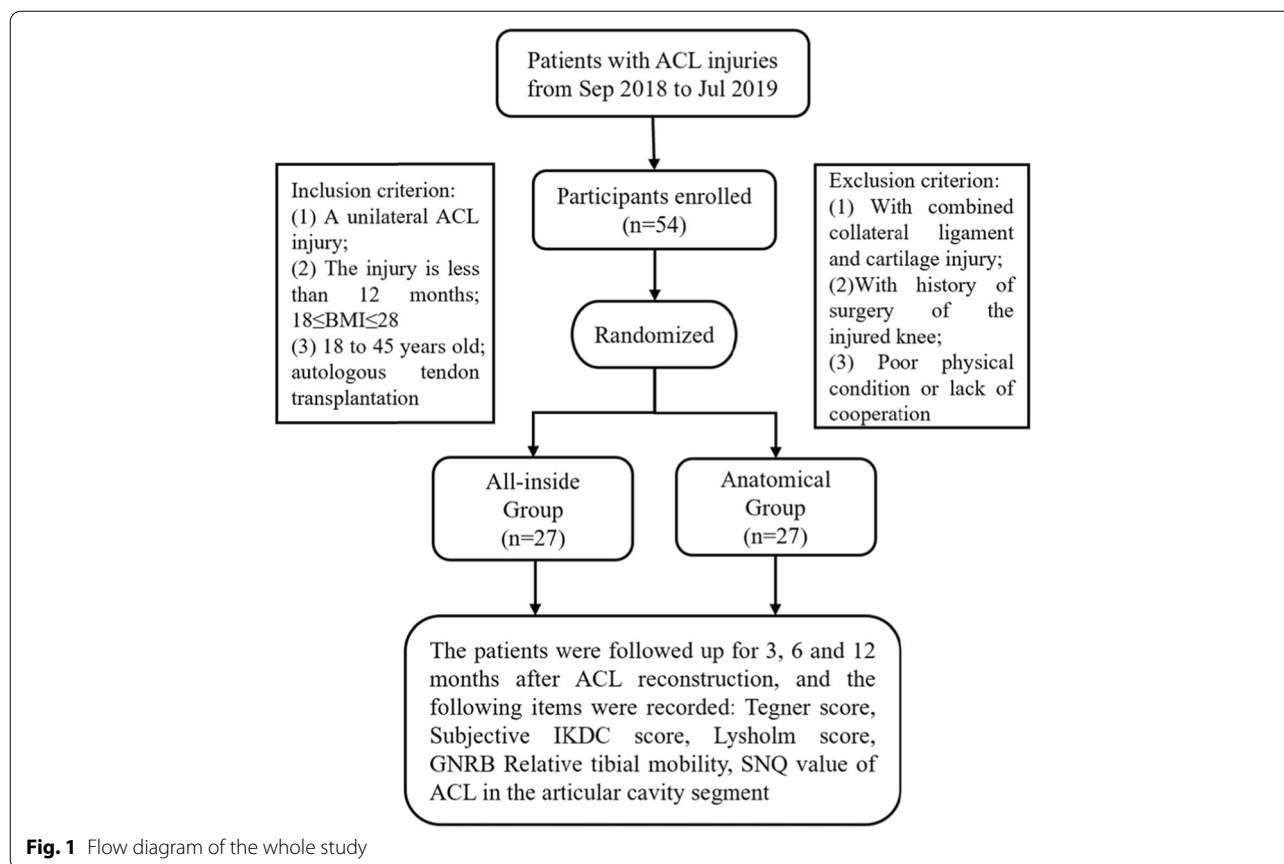 Patients with ACL injuries
from Sep 2018 to Jul 2019
Inclusion criterion:
(1) A unilateral ACL
injury;
(2) The injury is less
than 12 months;
18≤BMI≤28
(3) 18 to 45 years old;
autologous tendon
transplantation
Participants enrolled
(n=54)
Exclusion criterion:
(1) With combined
collateral ligament
and cartilage injury;
(2)With history of
surgery of the
injured knee;
(3) Poor physical
condition or lack of
cooperation
Randomized
All-inside
Group
(n=27)
Anatomical
Group
(n=27)
The patients were followed up for 3, 6 and 12
months after ACL reconstruction, and the
following items were recorded: Tegner score,
Subjective IKDC score, Lysholm score,
GNRB Relative tibial mobility, SNQ value of
ACL in the articular cavity segment
Fig. 1 Flow diagram of the whole study